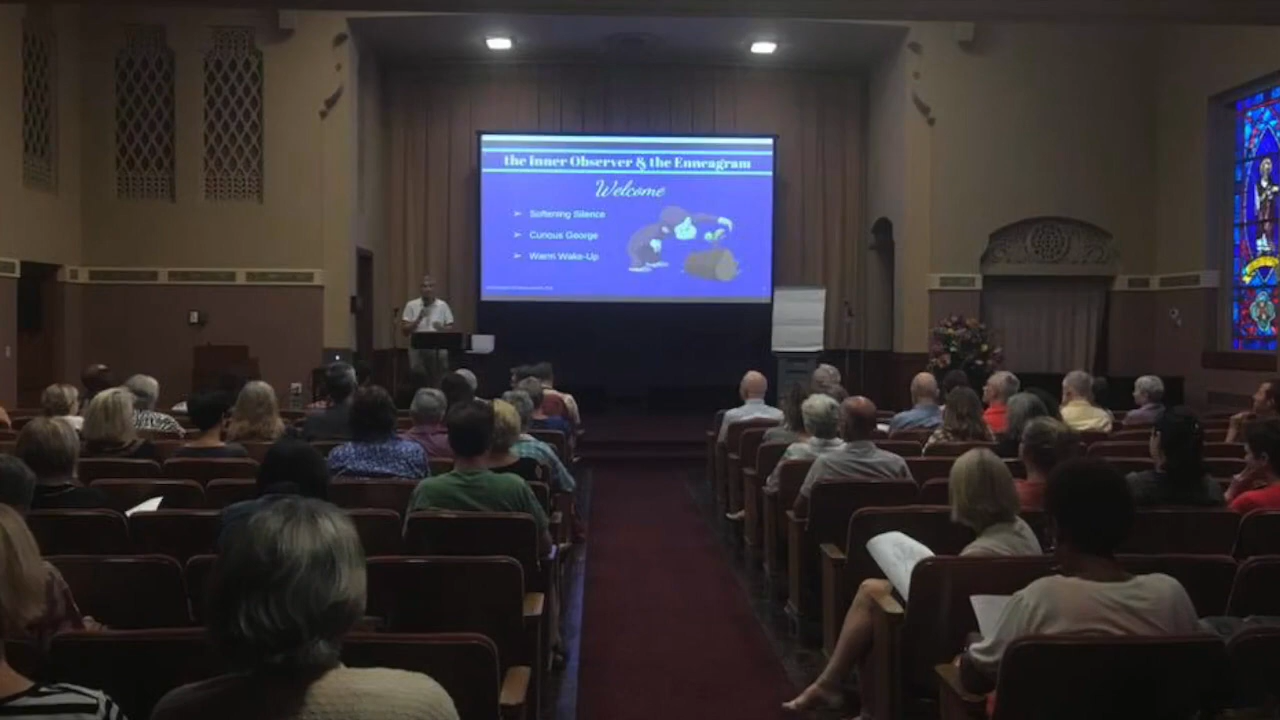 the Inner Observer & the Enneagram
Welcome
➢ Softening Silence
➢ Curious George
➢ Warm Wake-Up